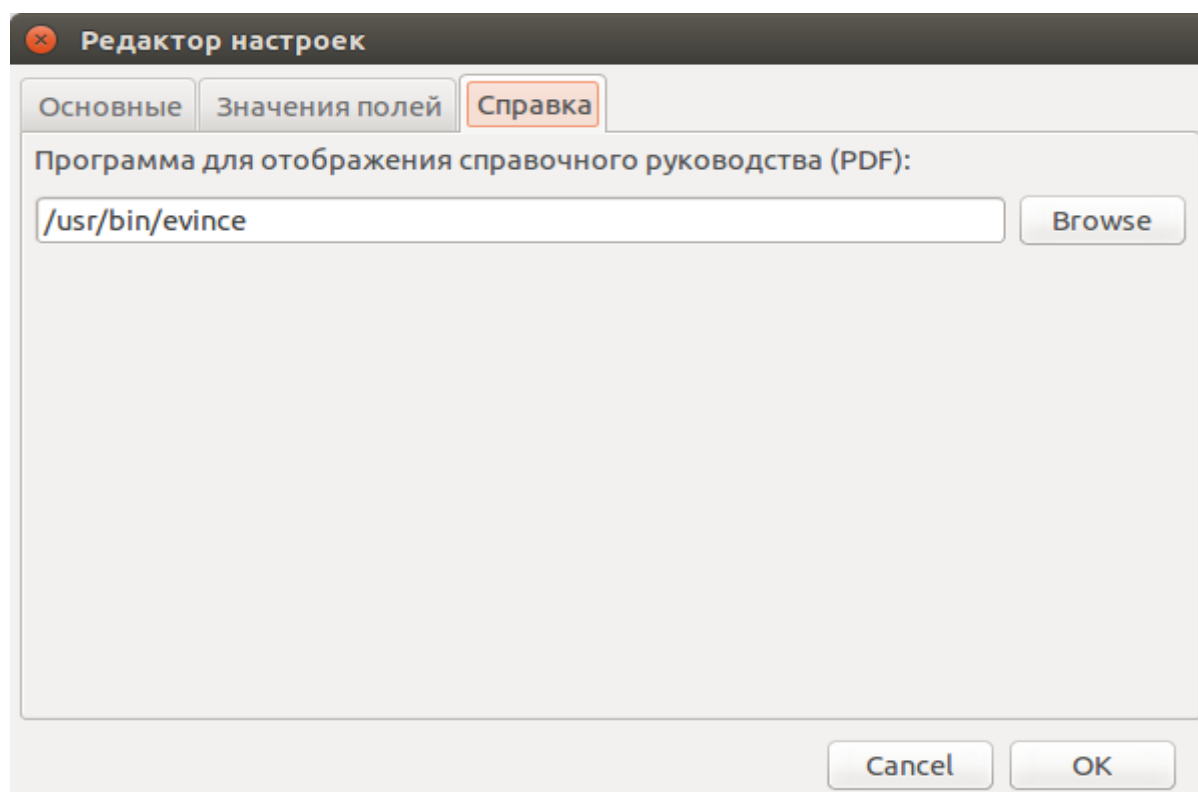 Редактор настроек
Основные Значения полей Справка
Программа для отображения справочного руководства (PDF):
/usr/bin/evince Browse
Cancel OK